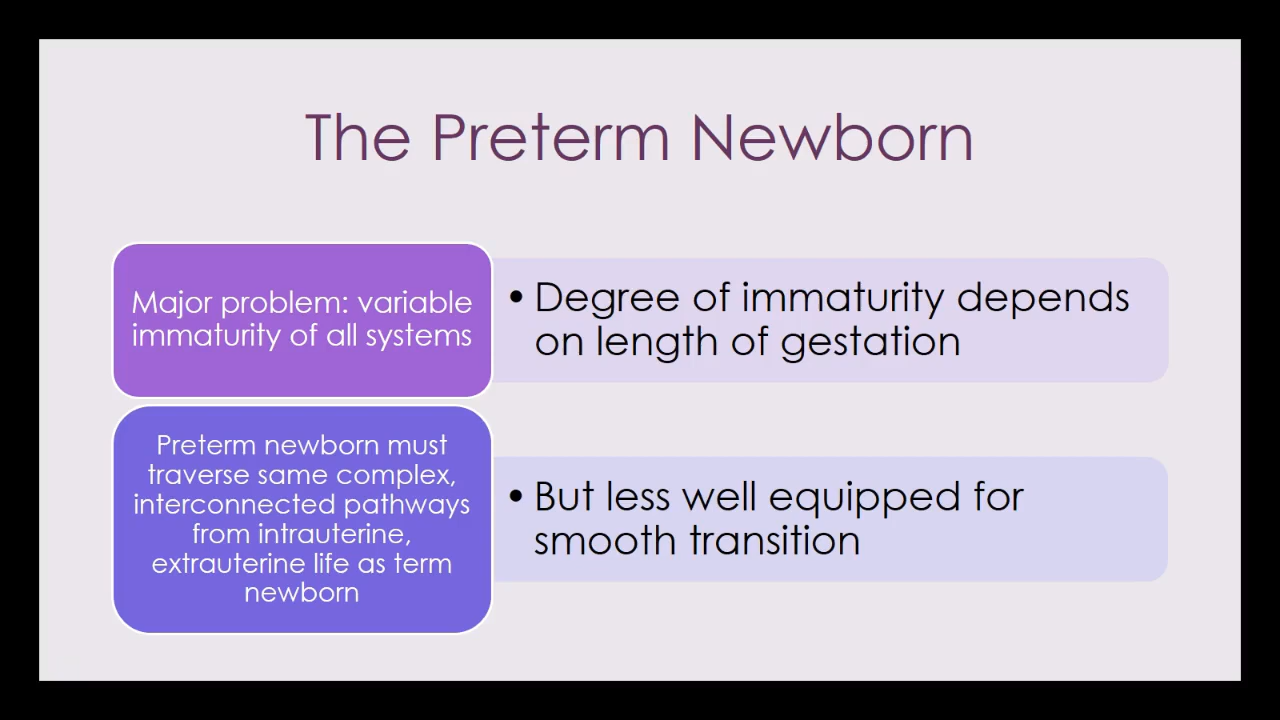 The Preterm Newborn
Major problem: variable
immaturity of all systems
• Degree of immaturity depends
on length of gestation
Preterm newborn must
traverse same complex,
interconnected pathways
from intrauterine,
extrauterine life as term
newborn
• But less well equipped for
smooth transition